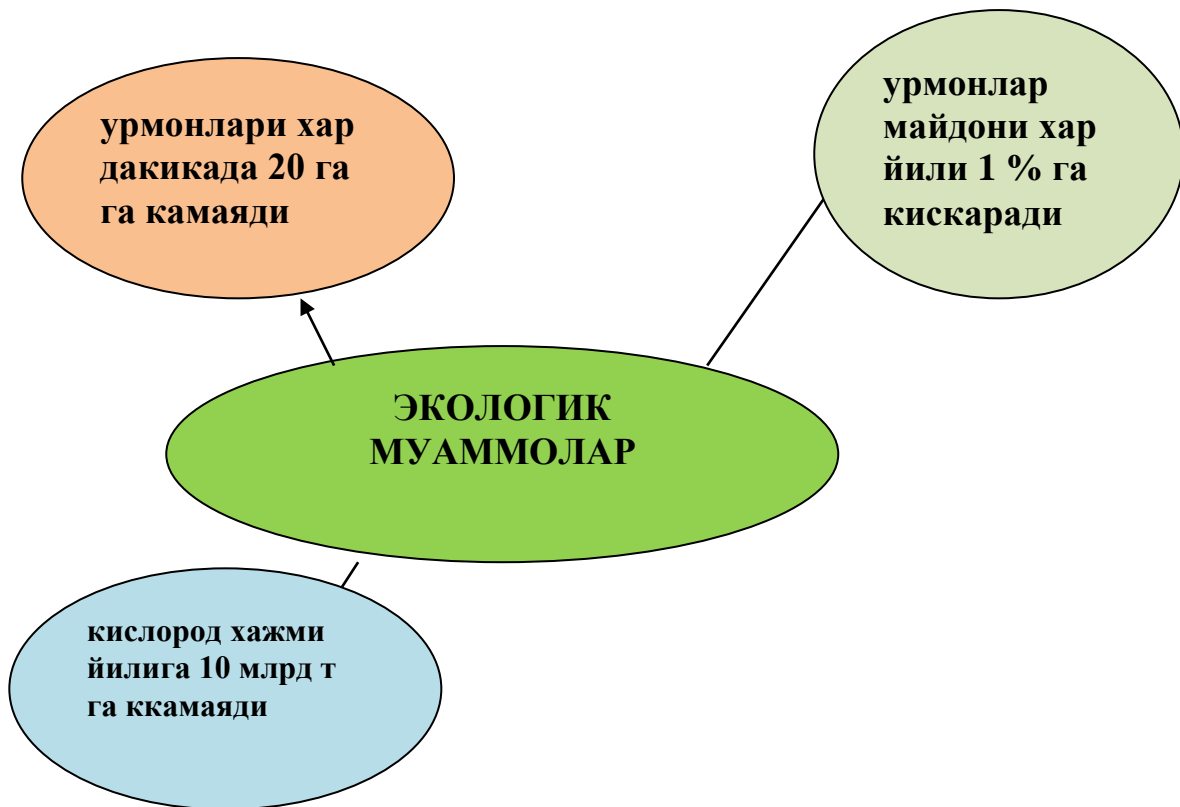 урмонлари хар
дакикада 20 га
га камаяди
урмонлар
майдони хар
йили 1 % га
кискаради
ЭКОЛОГИК
МУАММОЛАР
кислород хажми
йилига 10 млрд т
га ккамаяди